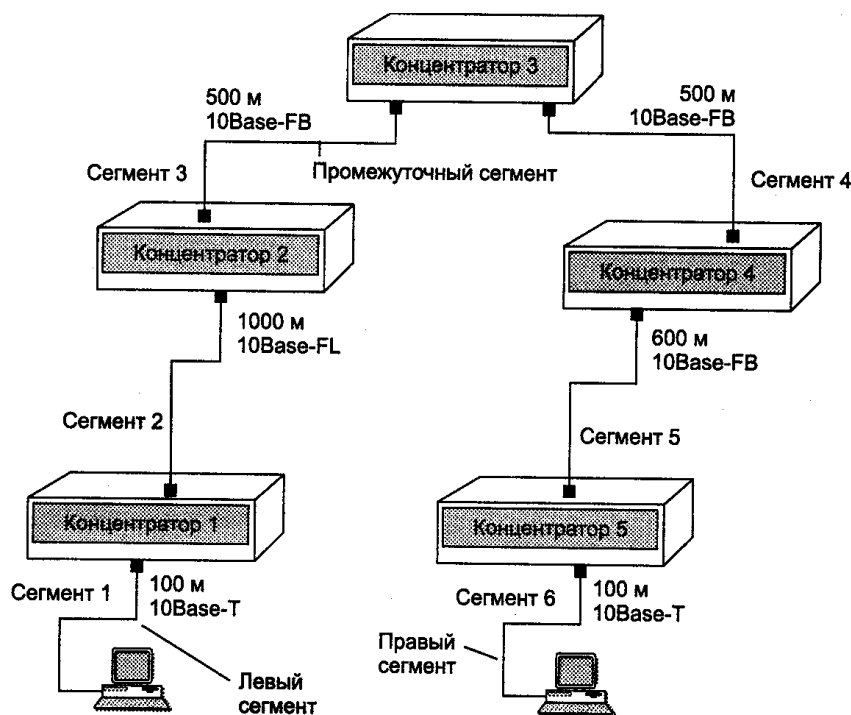 Концентратор 3
500 м
10Base-FB
500 м
10Base-FB
Промежуточный сегмент
Сегмент 3
Сегмент 4
Концентратор 2
Концентратор 4
1000 м
10Base-FL
600 м
10Base-FB
Сегмент 2
Сегмент 5
Концентратор 1
Концентратор 5
Сегмент 1
100 м
10Base-T
Сегмент 6
100 м
10Base-T
Левый
сегмент
Правый
сегмент